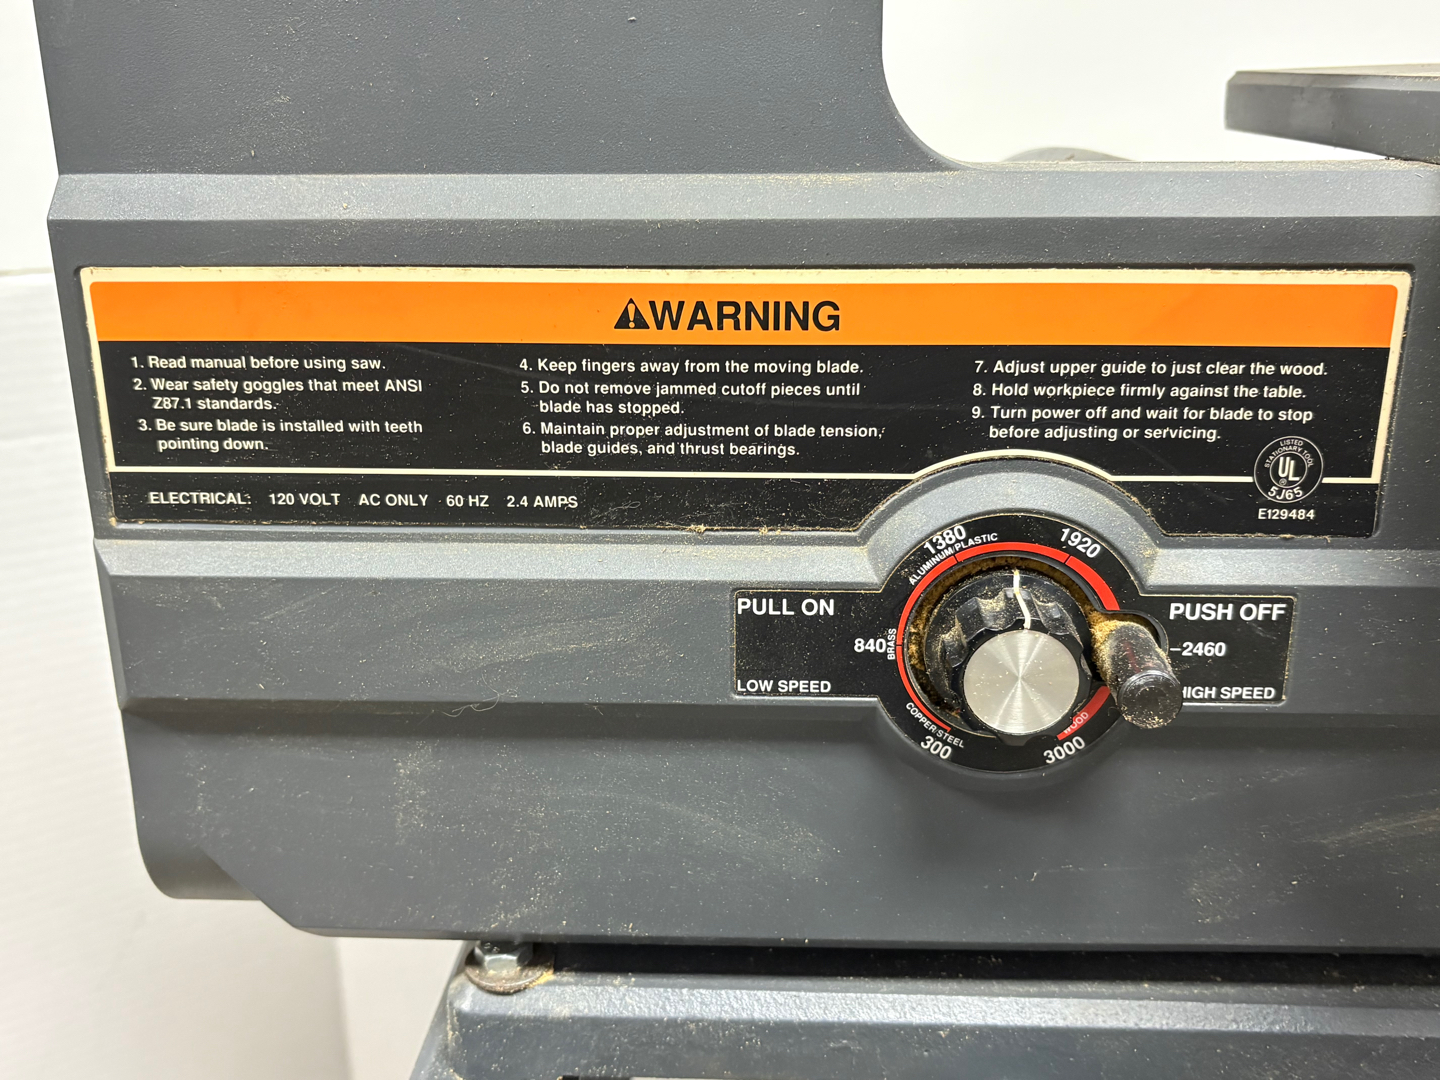 WARNING
1. Read manual before using saw.
2. Wear safety goggles that meet ANSI
Z87.1 standards.
3. Be sure blade is installed with teeth
pointing down.
4. Keep fingers away from the moving blade.
5. Do not remove jammed cutoff pieces until
blade has stopped.
6. Maintain proper adjustment of blade tension,
blade guides, and thrust bearings.
7. Adjust upper guide to just clear the wood.
8. Hold workpiece firmly against the table.
9. Turn power off and wait for blade to stop
before adjusting or servicing.
ELECTRICAL: 120 VOLT AC ONLY 60 HZ 2.4 AMPS
LISTED
STATIONARY TOOL
UL
®
5J65
E129484
PULL ON
LOW SPEED
300
COPPER/STEEL
840
BRASS
1380
ALUMINUM/PLASTIC
1920
PUSH OFF
-2460
HIGH SPEED
WOOD
3000